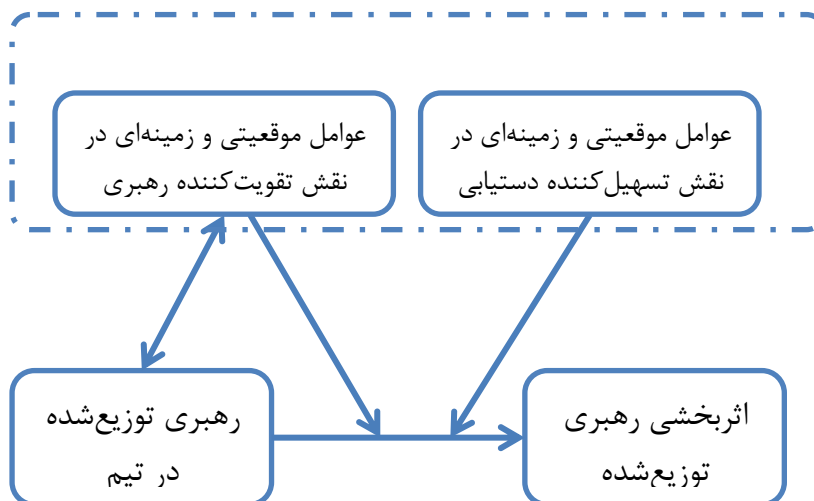 عوامل موقعیتی و زمینه‌ای در
نقش تسهیل‌کننده دستیابی
عوامل موقعیتی و زمینه‌ای در
نقش تقویت‌کننده رهبری
اثربخشی رهبری
توزیع‌شده
رهبری توزیع‌شده
در تیم